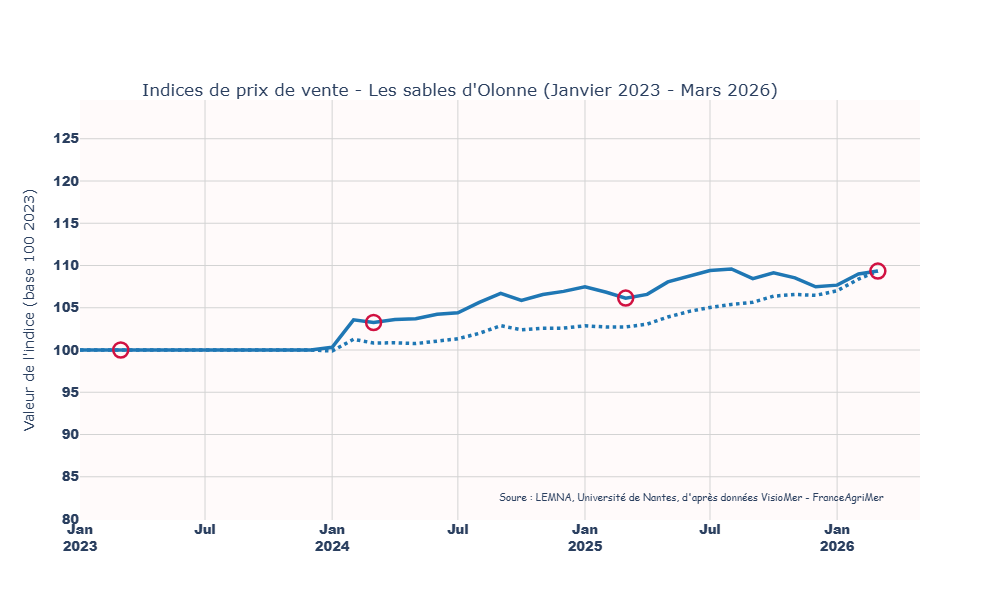 Indices de prix de vente - Les sables d'Olonne (Janvier 2023 - Mars 2026)
Valeur de l'indice (base 100 2023)
125
120
115
110
105
100
95
90
85
80
Soure : LEMNA, Université de Nantes, d'après données VisioMer - FranceAgriMer
Jan Jul Jan Jul Jan Jul Jan
2023 2024 2025 2026